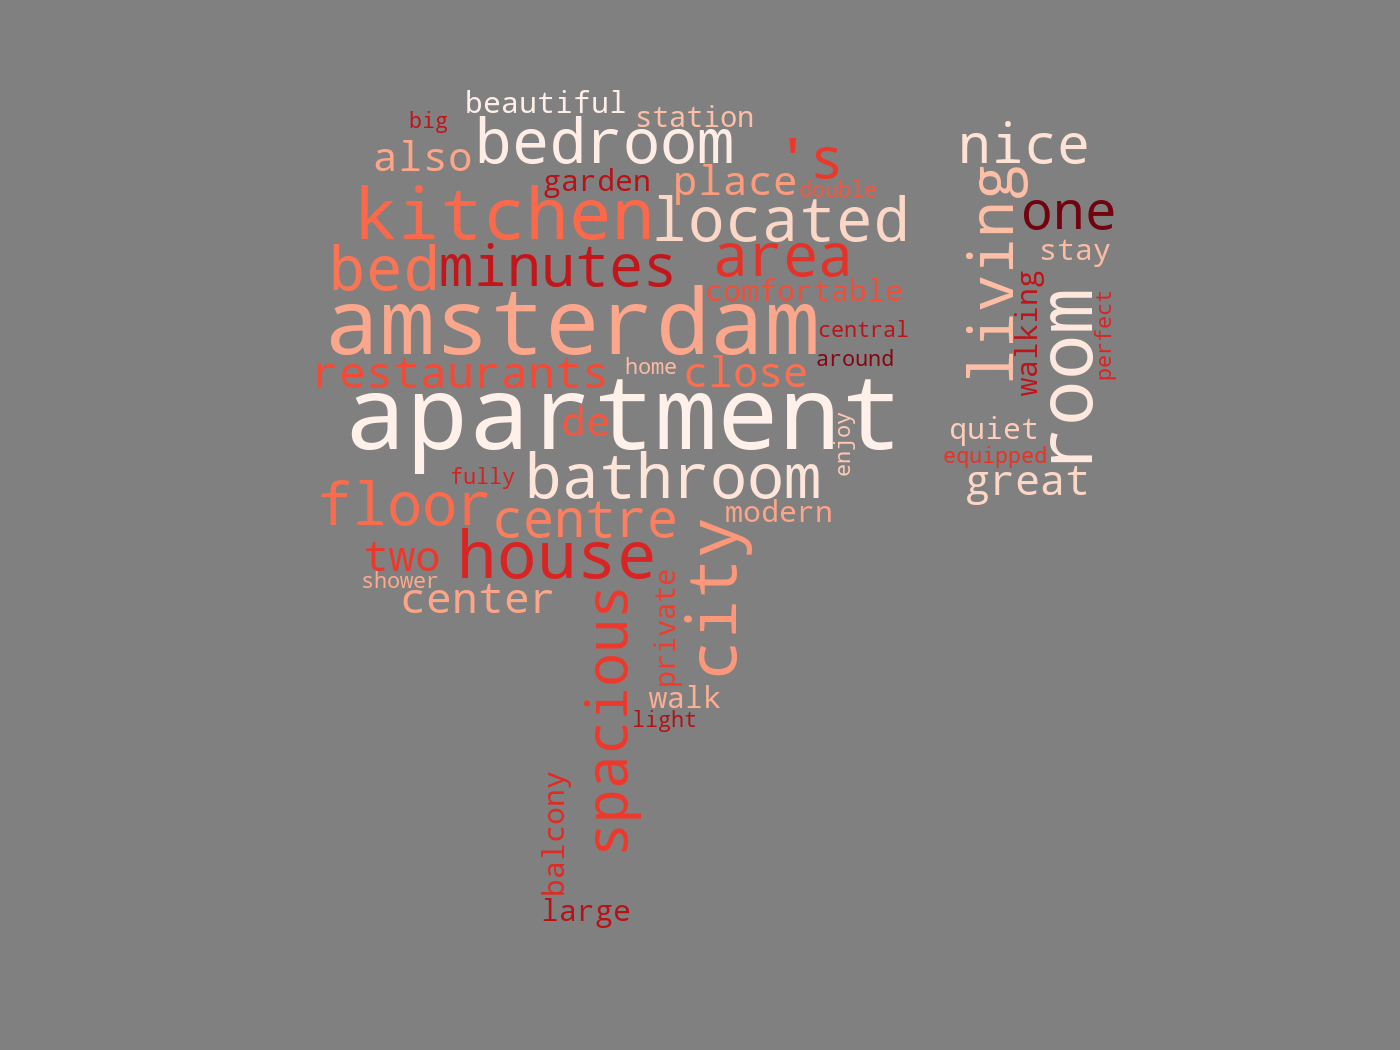 beautiful
big
station
bedroom
's
nice
also
garden
place
double
living
kitchen
located
one
bed
minutes
area
stay
comfortable
walking
room
perfect
amsterdam
central
around
restaurants
home
close
apartment
de
enjoy
quiet
fully
bathroom
equipped
great
floor
centre
modern
two
house
city
shower
center
spacious
private
walk
light
balcony
large